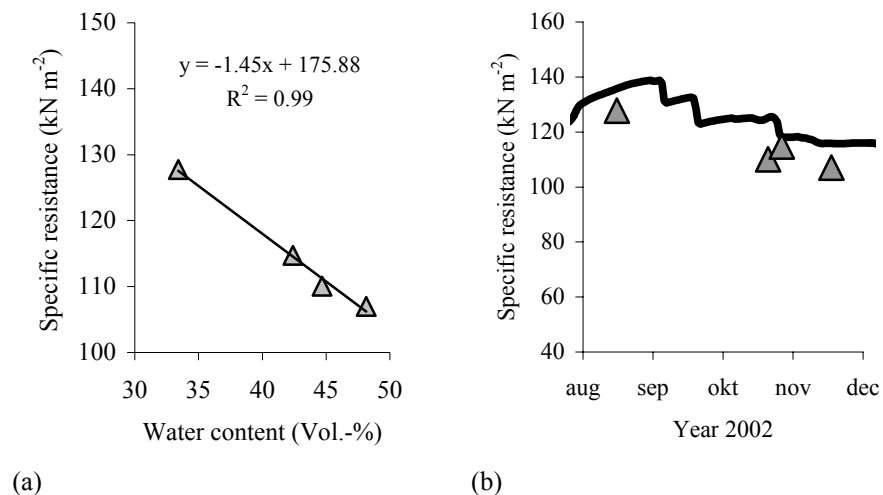 Specific resistance (kN m⁻²)
150
140
130
120
110
100
y = -1.45x + 175.88
R² = 0.99
30 35 40 45 50
Water content (Vol.-%)
(a)
Specific resistance (kN m⁻²)
160
140
120
100
80
60
40
aug sep okt nov dec
Year 2002
(b)